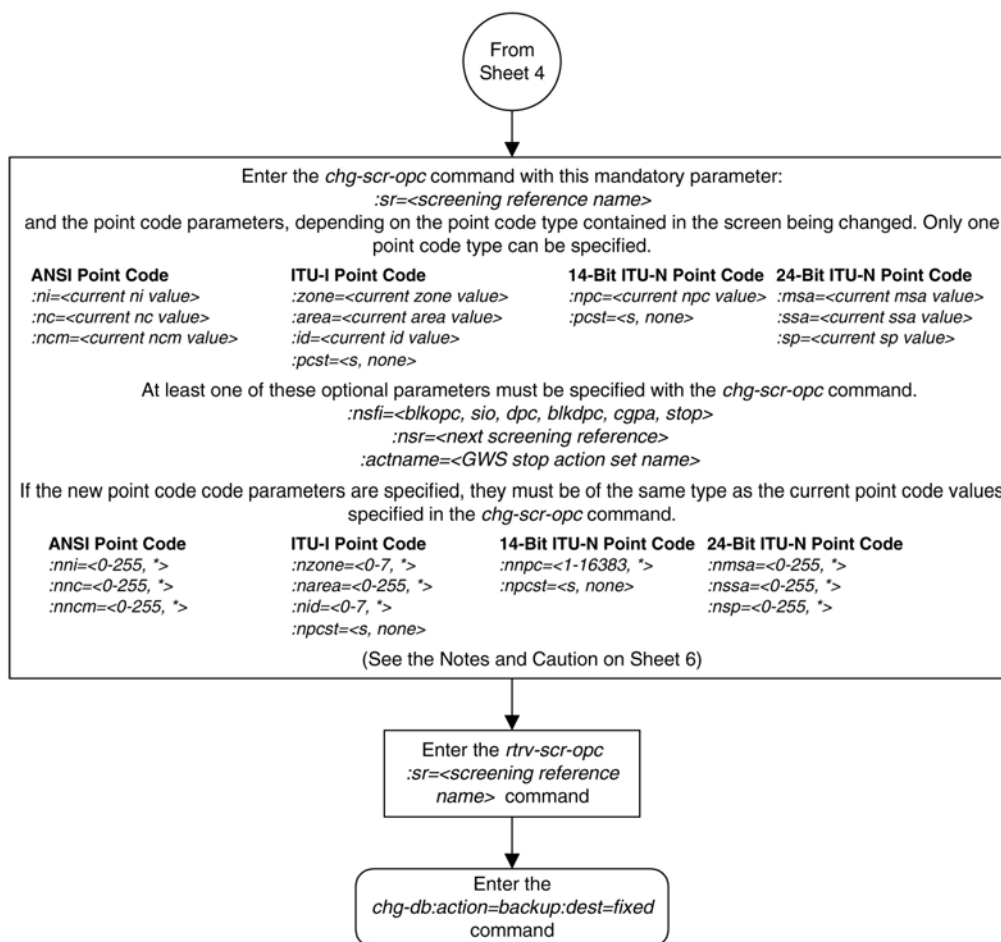 From
Sheet 4
Enter the chg-scr-opc command with this mandatory parameter:
:sr=<screening reference name>
and the point code parameters, depending on the point code type contained in the screen being changed. Only one
point code type can be specified.
ANSI Point Code
:ni=<current ni value>
:nc=<current nc value>
:ncm=<current ncm value>
ITU-I Point Code
:zone=<current zone value>
:area=<current area value>
:id=<current id value>
:pcst=<s, none>
14-Bit ITU-N Point Code
:npc=<current npc value>
:pcst=<s, none>
24-Bit ITU-N Point Code
:msa=<current msa value>
:ssa=<current ssa value>
:sp=<current sp value>
At least one of these optional parameters must be specified with the chg-scr-opc command.
:nsfi=<blkopc, sio, dpc, blkdpc, cgpa, stop>
:nsr=<next screening reference>
:actname=<GWS stop action set name>
If the new point code code parameters are specified, they must be of the same type as the current point code values
specified in the chg-scr-opc command.
ANSI Point Code
:nni=<0-255, *>
:nnc=<0-255, *>
:nncm=<0-255, *>
ITU-I Point Code
:nzone=<0-7, *>
:narea=<0-255, *>
:nid=<0-7, *>
:npcst=<s, none>
14-Bit ITU-N Point Code
:nnpc=<1-16383, *>
:npcst=<s, none>
24-Bit ITU-N Point Code
:nmsa=<0-255, *>
:nssa=<0-255, *>
:nsp=<0-255, *>
(See the Notes and Caution on Sheet 6)
Enter the rtrv-scr-opc
:sr=<screening reference
name> command
Enter the
chg-db:action=backup:dest=fixed
command